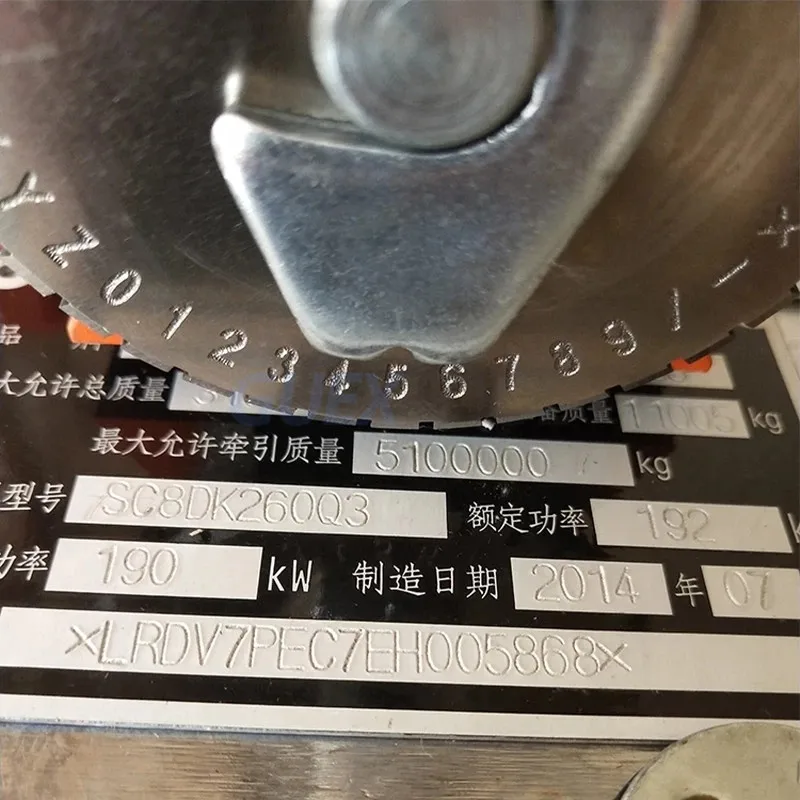 Y Z 0 1 2 3 4 5 6 7 8 9 / - +
GUEX
品
大允许总质量 备质量 11005 kg
最大允许牵引质量 5100000 kg
型号 SC8DK260Q3 额定功率 192
功率 190 kW 制造日期 2014 年 07
×LRDV7PEC7EH005868×